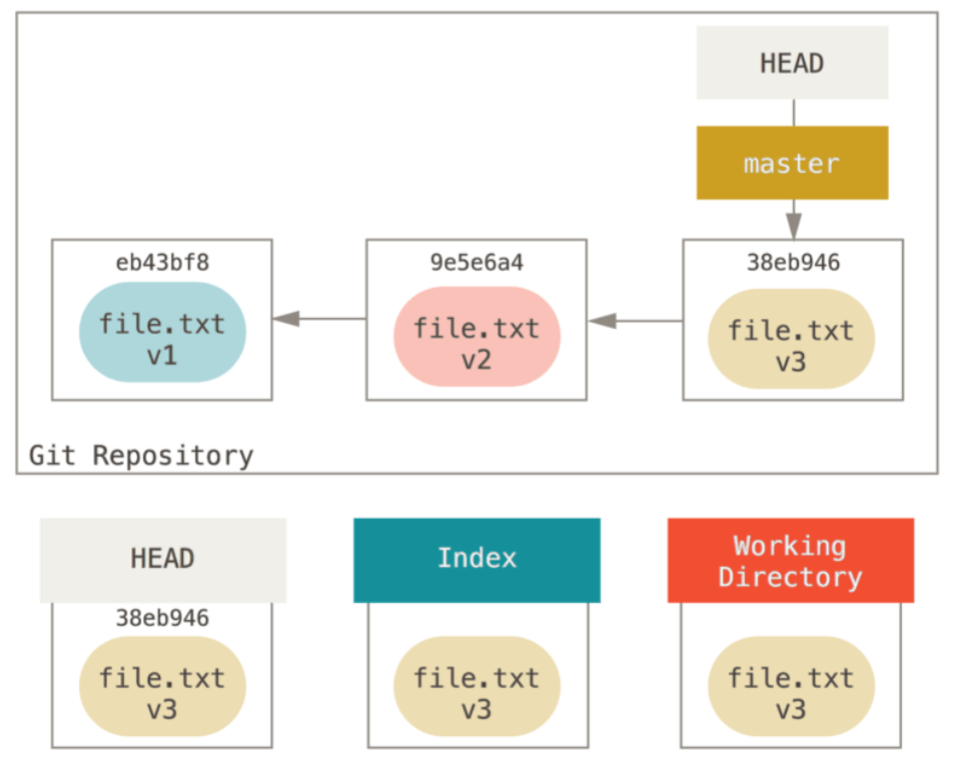 HEAD
master
eb43bf8
9e5e6a4
38eb946
file.txt
v1
file.txt
v2
file.txt
v3
Git Repository
HEAD
Index
Working
Directory
38eb946
file.txt
v3
file.txt
v3
file.txt
v3